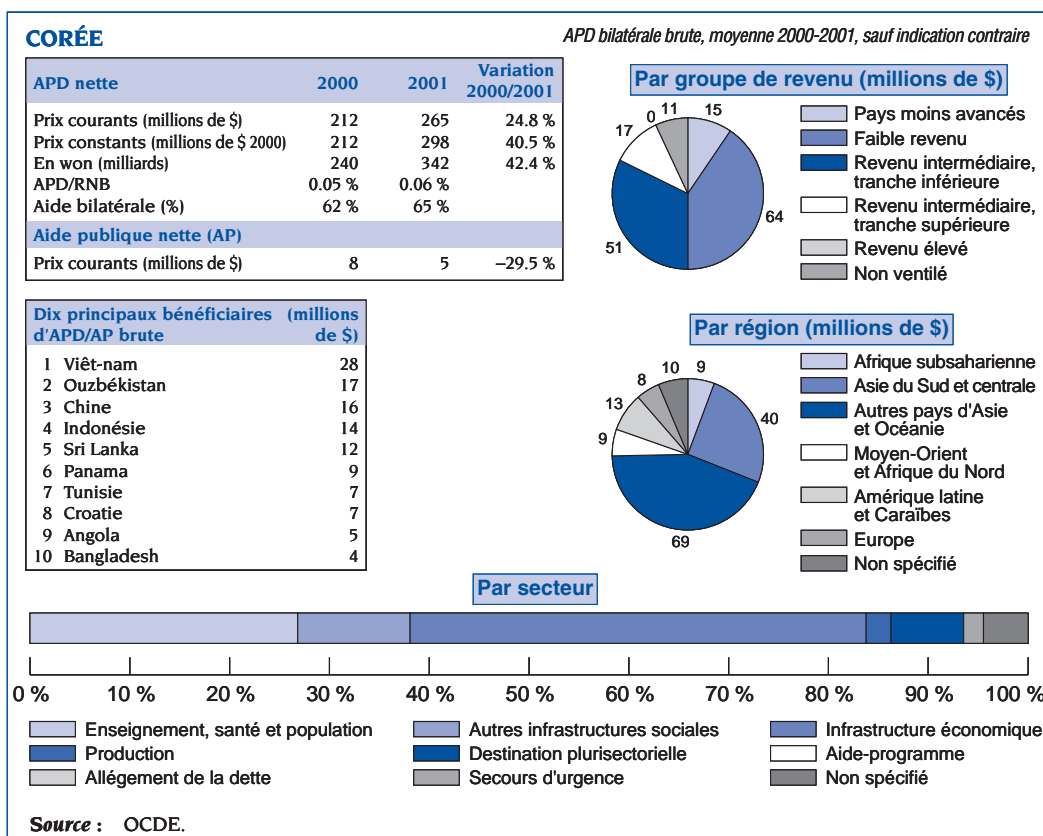 CORÉE
APD bilatérale brute, moyenne 2000-2001, sauf indication contraire
APD nette 2000 2001 Variation 2000/2001
Prix courants (millions de $) 212 265 24.8 %
Prix constants (millions de $ 2000) 212 298 40.5 %
En won (milliards) 240 342 42.4 %
APD/RNB 0.05 % 0.06 %
Aide bilatérale (%) 62 % 65 %
Aide publique nette (AP)
Prix courants (millions de $) 8 5 –29.5 %
Par groupe de revenu (millions de $)
0 11 15
17
64
51
Pays moins avancés
Faible revenu
Revenu intermédiaire,
tranche inférieure
Revenu intermédiaire,
tranche supérieure
Revenu élevé
Non ventilé
Dix principaux bénéficiaires (millions
d'APD/AP brute de $)
1 Viêt-nam 28
2 Ouzbékistan 17
3 Chine 16
4 Indonésie 14
5 Sri Lanka 12
6 Panama 9
7 Tunisie 7
8 Croatie 7
9 Angola 5
10 Bangladesh 4
Par région (millions de $)
8 10 9
13
40
9
69
Afrique subsaharienne
Asie du Sud et centrale
Autres pays d'Asie
et Océanie
Moyen-Orient
et Afrique du Nord
Amérique latine
et Caraïbes
Europe
Non spécifié
Par secteur
0 % 10 % 20 % 30 % 40 % 50 % 60 % 70 % 80 % 90 % 100 %
Enseignement, santé et population Autres infrastructures sociales Infrastructure économique
Production Destination plurisectorielle Aide-programme
Allégement de la dette Secours d'urgence Non spécifié
Source : OCDE.